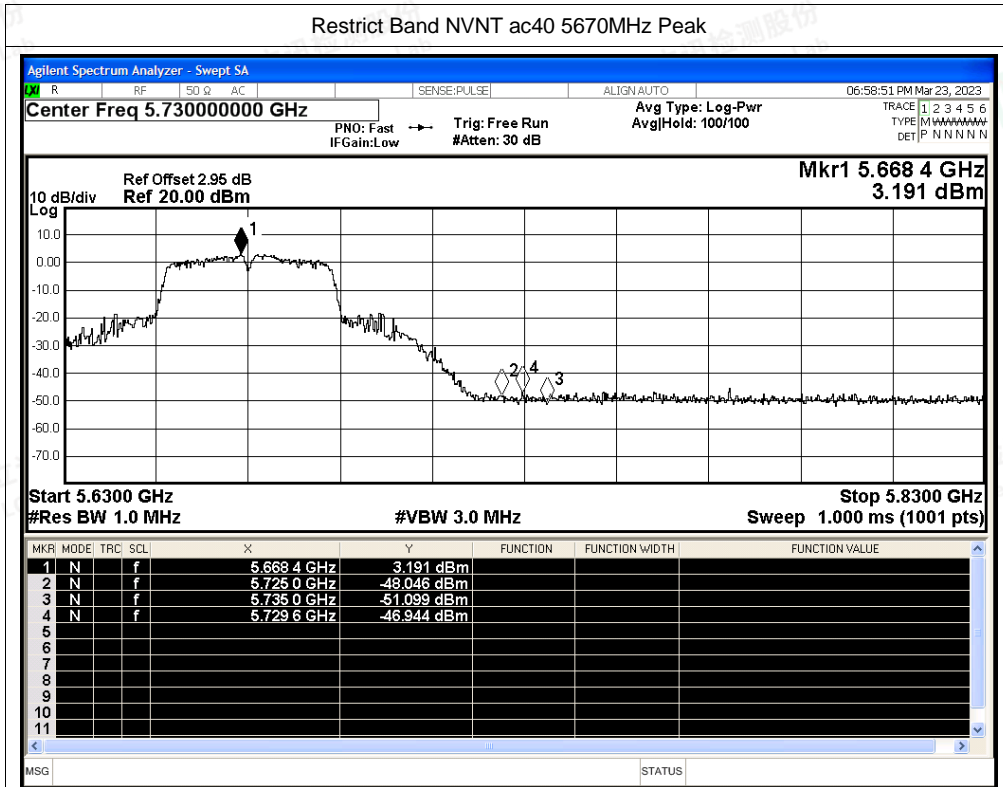 Restrict Band NVNT ac40 5670MHz Peak
Agilent Spectrum Analyzer - Swept SA
LXI R RF 50 Ω AC SENSE:PULSE ALIGN AUTO 06:58:51 PM Mar 23, 2023
Center Freq 5.730000000 GHz
PNO: Fast
IFGain:Low
Trig: Free Run
#Atten: 30 dB
Avg Type: Log-Pwr
Avg|Hold: 100/100
TRACE 1 2 3 4 5 6
TYPE M WWWWW
DET P N N N N N
Mkr1 5.668 4 GHz
3.191 dBm
Ref Offset 2.95 dB
10 dB/div Ref 20.00 dBm
Log
10.0
0.00
-10.0
-20.0
-30.0
-40.0
-50.0
-60.0
-70.0
1
2 4 3
Start 5.6300 GHz Stop 5.8300 GHz
#Res BW 1.0 MHz #VBW 3.0 MHz Sweep 1.000 ms (1001 pts)
MKR MODE TRC SCL X Y FUNCTION FUNCTION WIDTH FUNCTION VALUE
1 N f 5.668 4 GHz 3.191 dBm
2 N f 5.725 0 GHz -48.046 dBm
3 N f 5.735 0 GHz -51.099 dBm
4 N f 5.729 6 GHz -46.944 dBm
5
6
7
8
9
10
11
MSG STATUS